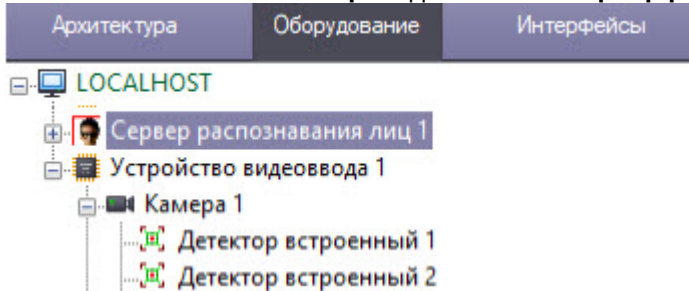 Архитектура Оборудование Интерфейсы
LOCALHOST
Сервер распознавания лиц 1
Устройство видеоввода 1
Камера 1
Детектор встроенный 1
Детектор встроенный 2